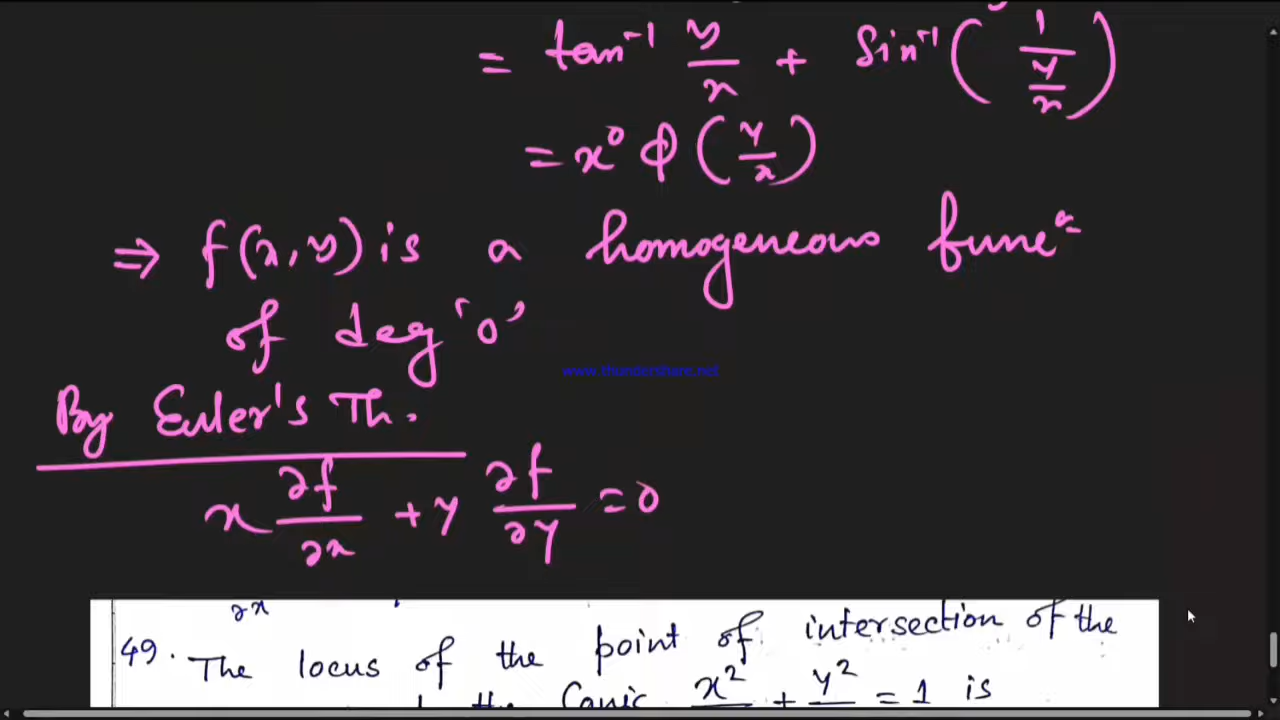 = tan⁻¹ y/x + Sin⁻¹ (1/(y/x))
= x⁰ φ (y/x)
⇒ f(x,y) is a homogeneous func
of deg '0'
www.thundershare.net
By Euler's Th.
x ∂f/∂x + y ∂f/∂y = 0
∂x
49. The locus of the point of intersection of the
the Conic x²/ + y²/ = 1 is